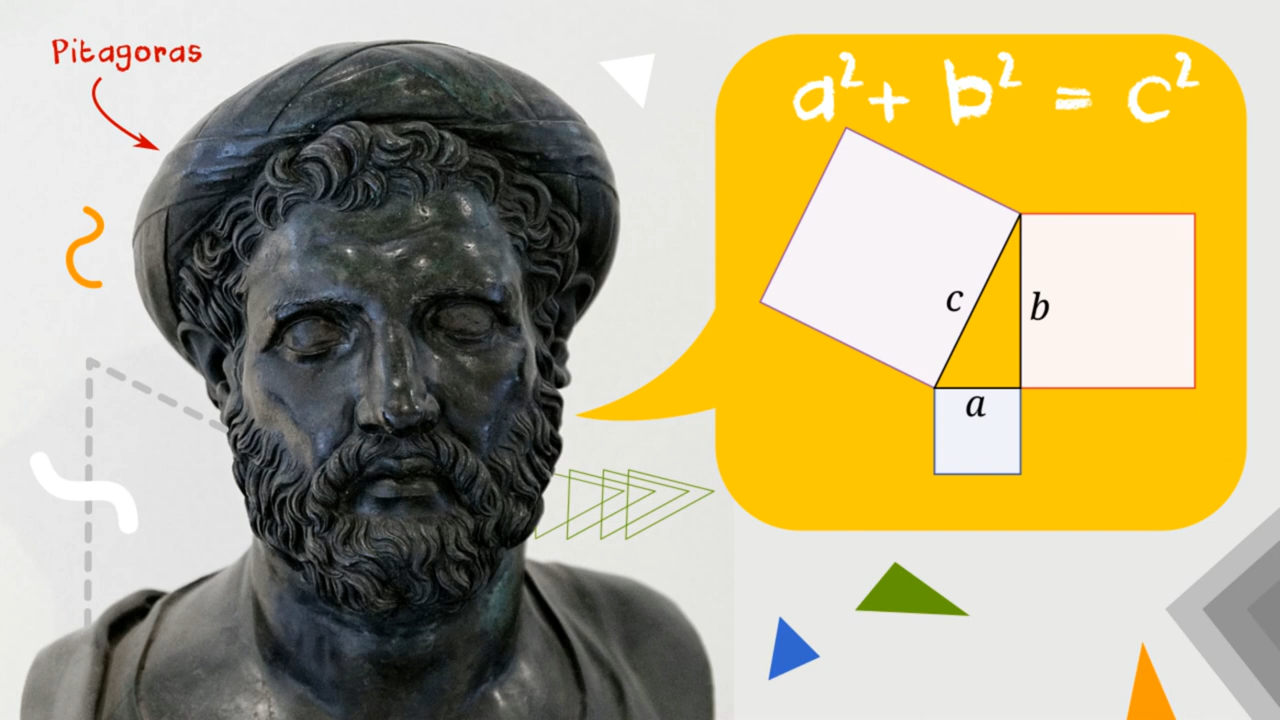 Pitagoras
a² + b² = c²
c
b
a